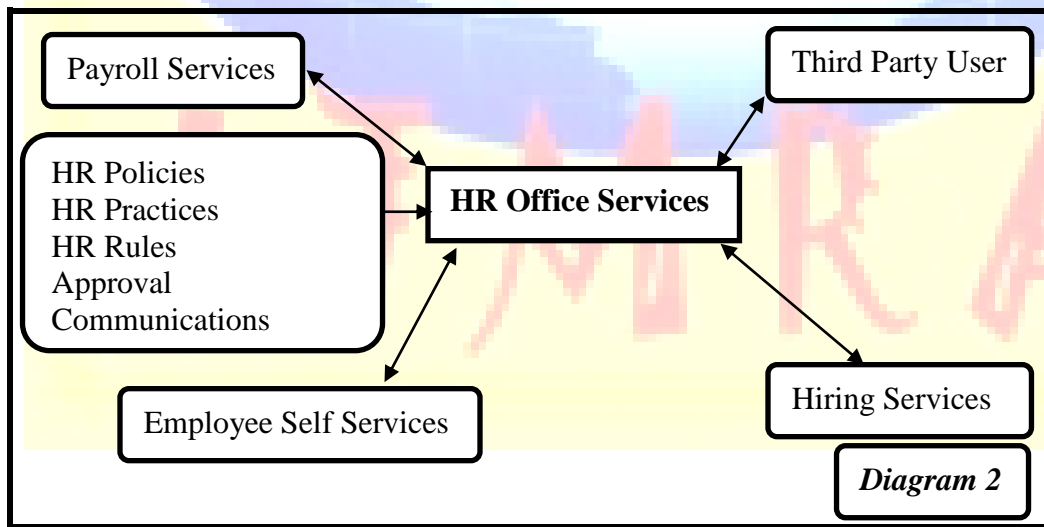 Payroll Services
Third Party User
HR Policies
HR Practices
HR Rules
Approval
Communications
HR Office Services
Employee Self Services
Hiring Services
Diagram 2